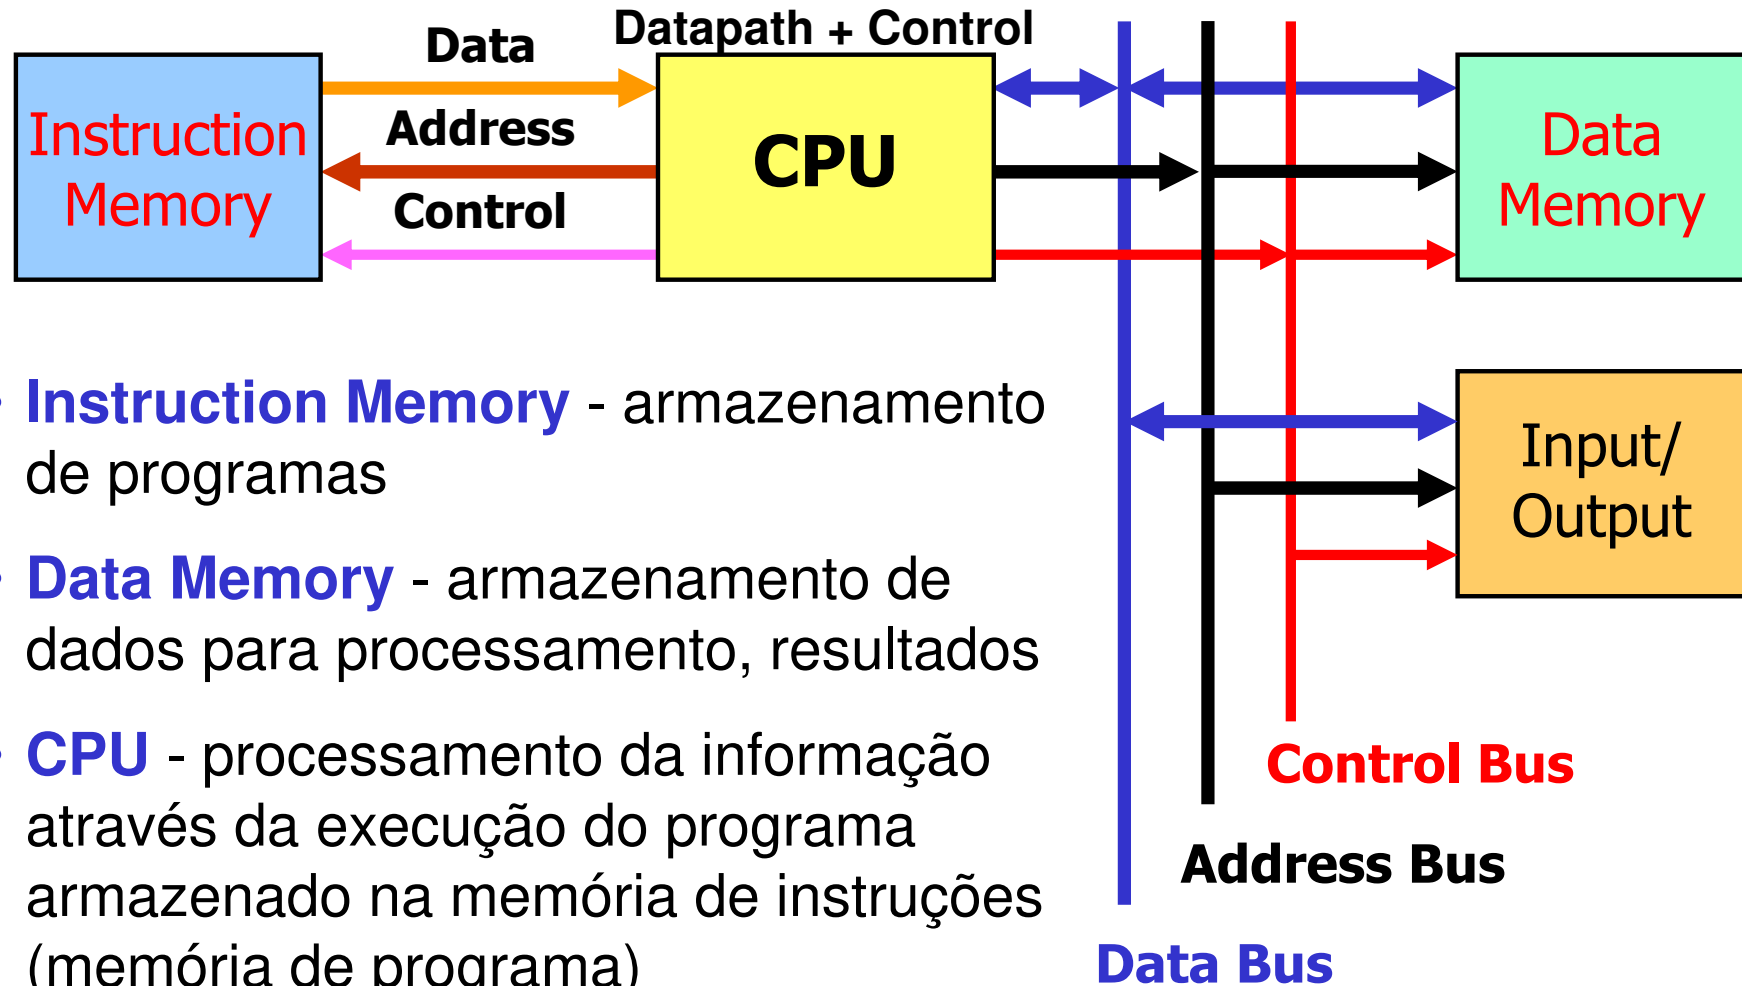 Datapath + Control
Data
Address
Control
Instruction
Memory
CPU
Data
Memory
Input/
Output
• Instruction Memory - armazenamento
de programas
• Data Memory - armazenamento de
dados para processamento, resultados
• CPU - processamento da informação
através da execução do programa
armazenado na memória de instruções
(memória de programa)
Control Bus
Address Bus
Data Bus